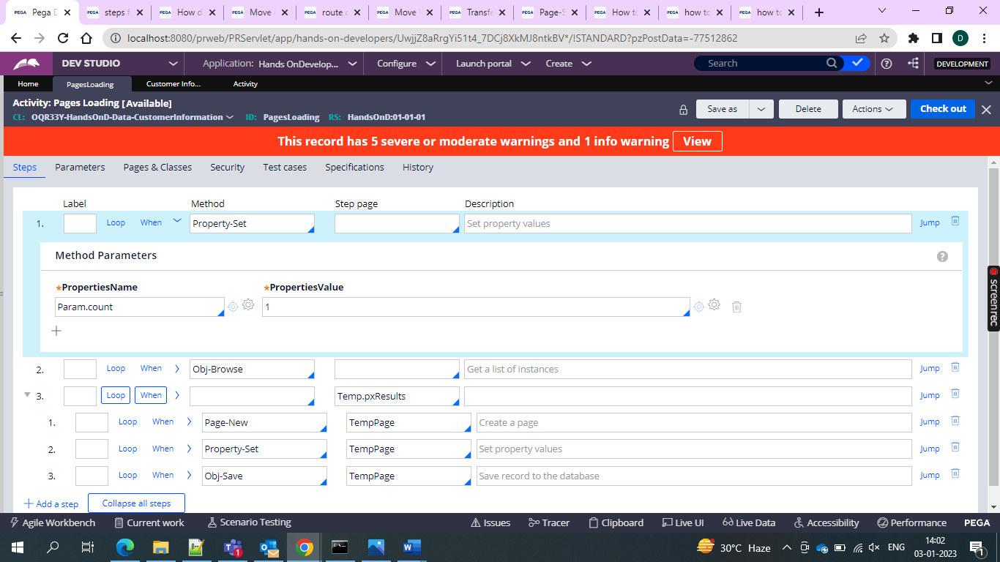 PEGA Pega D
PEGA steps f
PEGA How d
PEGA Move
PEGA route
PEGA Move
PEGA Transfe
PEGA Page-S
PEGA How to
PEGA how to
PEGA how to
localhost:8080/prweb/PRServlet/app/hands-on-developers/UwjjZ8aRrgYi51t4_7DCj8XkMJ8ntkBV*/!STANDARD?pzPostData=-77512862
D
DEV STUDIO
Application: Hands OnDevelop...
Configure
Launch portal
Create
Search
DEVELOPMENT
Home
PagesLoading
Customer Info...
Activity
Activity: Pages Loading [Available]
CL: OQR33Y-HandsOnD-Data-CustomerInformation ID: PagesLoading RS: HandsOnD:01-01-01
Save as
Delete
Actions
Check out
This record has 5 severe or moderate warnings and 1 info warning View
Steps Parameters Pages & Classes Security Test cases Specifications History
Label Method Step page Description
1. Loop When Property-Set Set property values Jump
Method Parameters ?
*PropertiesName *PropertiesValue
Param.count 1
2. Loop When Obj-Browse Get a list of instances Jump
3. Loop When Temp.pxResults Jump
1. Loop When Page-New TempPage Create a page Jump
2. Loop When Property-Set TempPage Set property values Jump
3. Loop When Obj-Save TempPage Save record to the database Jump
Add a step Collapse all steps
screenrec
Agile Workbench Current work Scenario Testing Issues Tracer Clipboard Live UI Live Data Accessibility Performance PEGA
30°C Haze ENG 14:02
03-01-2023
1
1